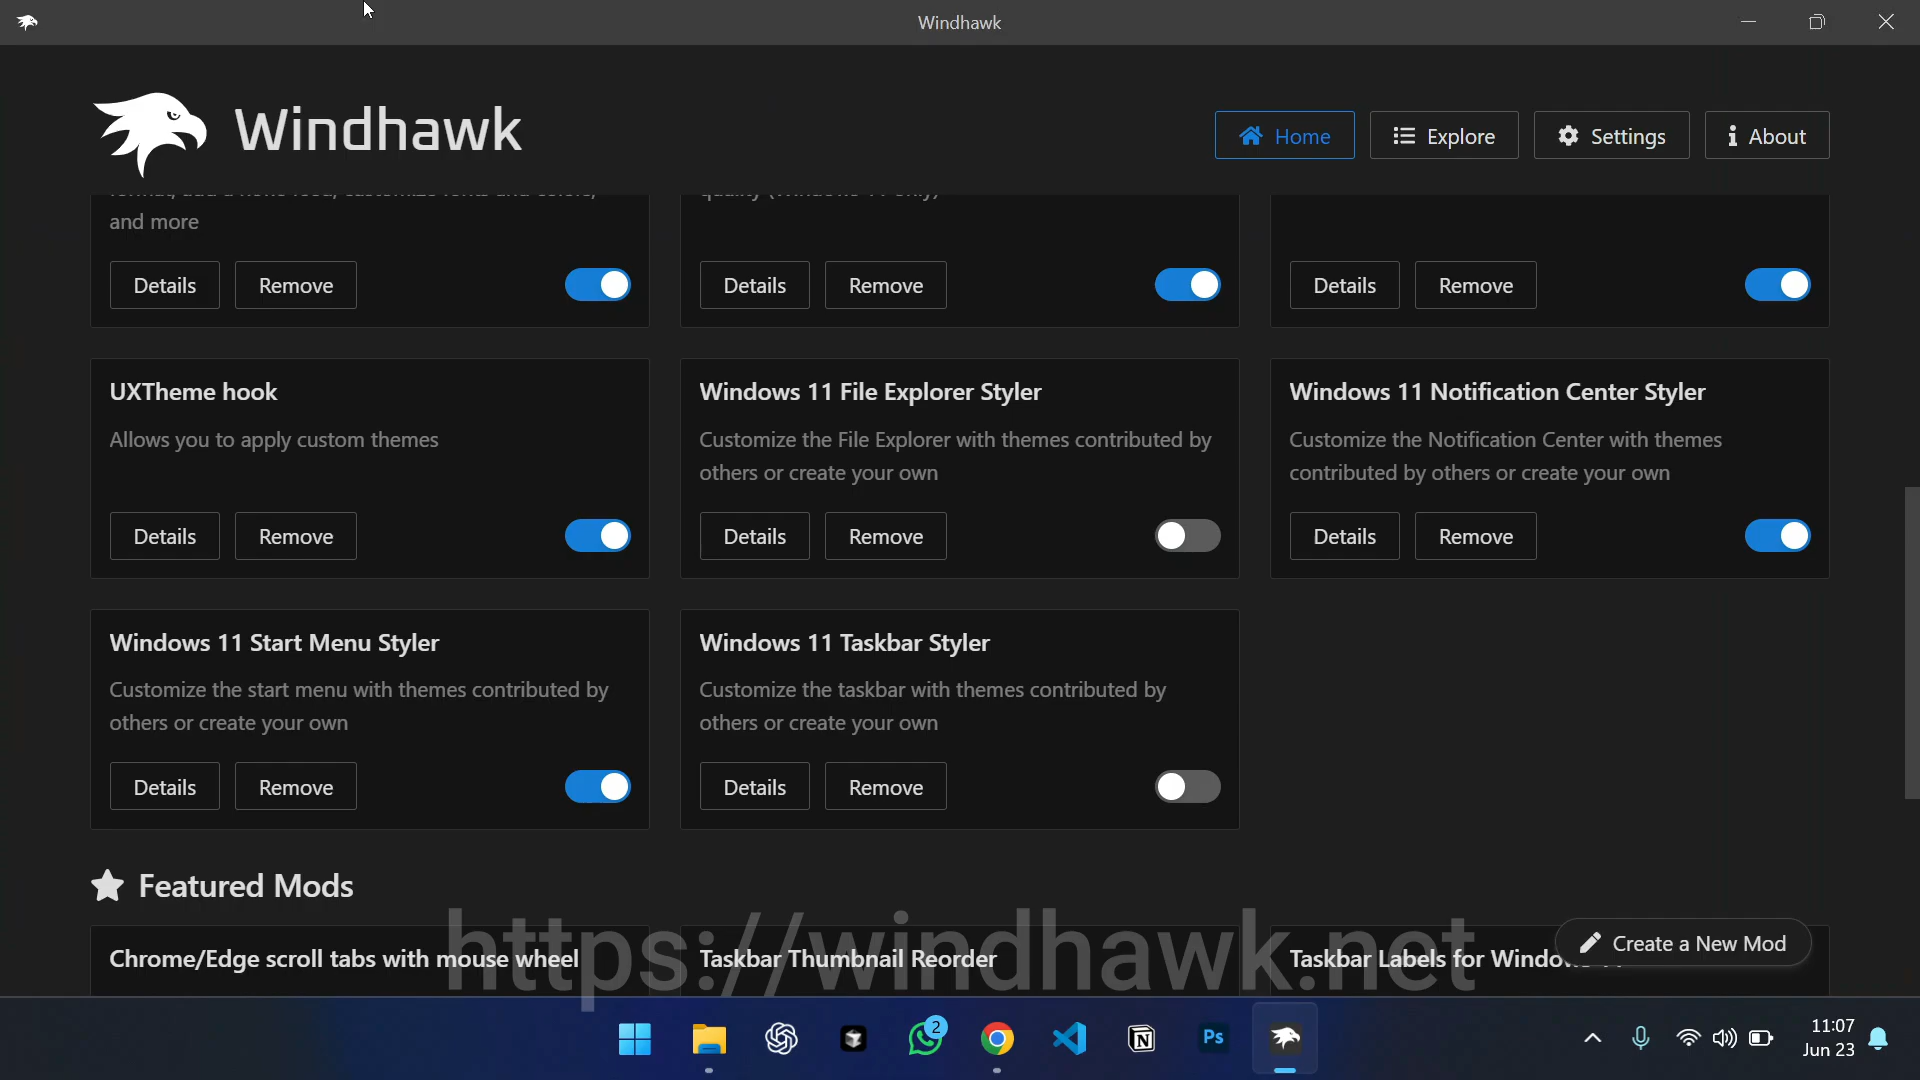 Windhawk
Windhawk
Home
Explore
Settings
About
and more
Details
Remove
Details
Remove
Details
Remove
UXTheme hook
Allows you to apply custom themes
Details
Remove
Windows 11 File Explorer Styler
Customize the File Explorer with themes contributed by
others or create your own
Details
Remove
Windows 11 Notification Center Styler
Customize the Notification Center with themes
contributed by others or create your own
Details
Remove
Windows 11 Start Menu Styler
Customize the start menu with themes contributed by
others or create your own
Details
Remove
Windows 11 Taskbar Styler
Customize the taskbar with themes contributed by
others or create your own
Details
Remove
Featured Mods
Chrome/Edge scroll tabs with mouse wheel
Taskbar Thumbnail Reorder
Taskbar Labels for
Create a New Mod
https://windhawk.net
2
Ps
11:07
Jun 23